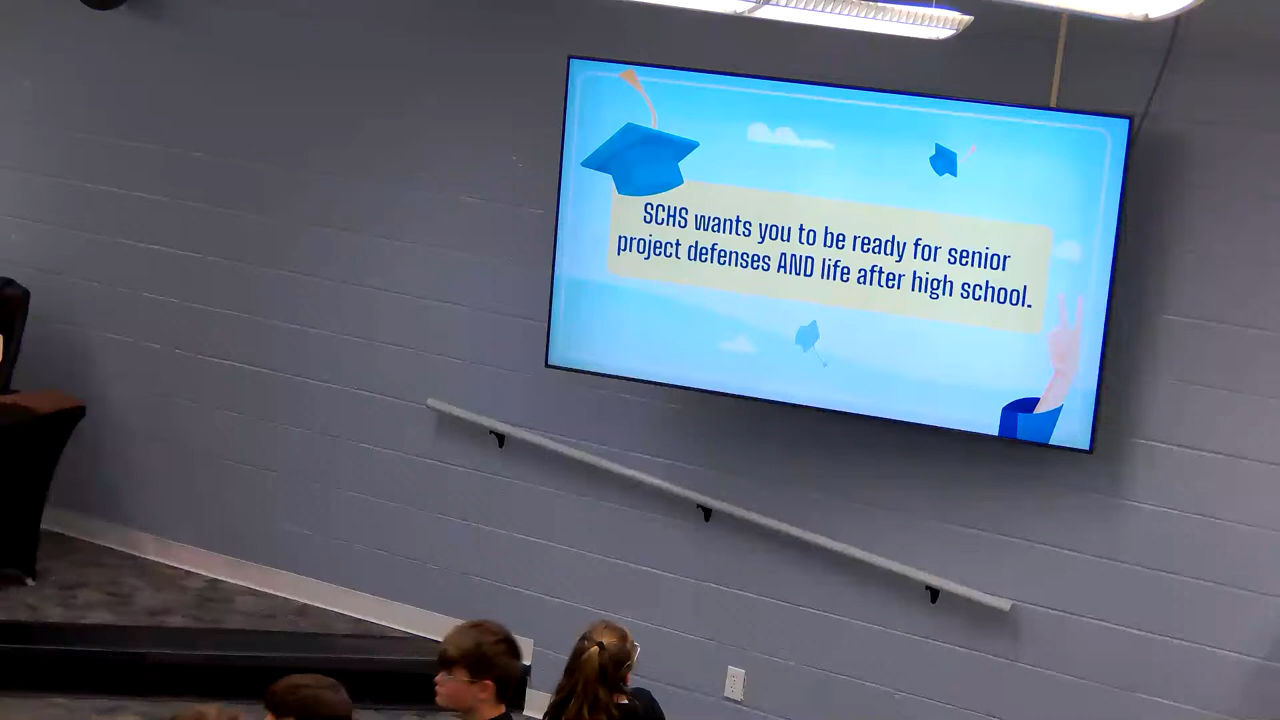 SCHS wants you to be ready for senior
project defenses AND life after high school.